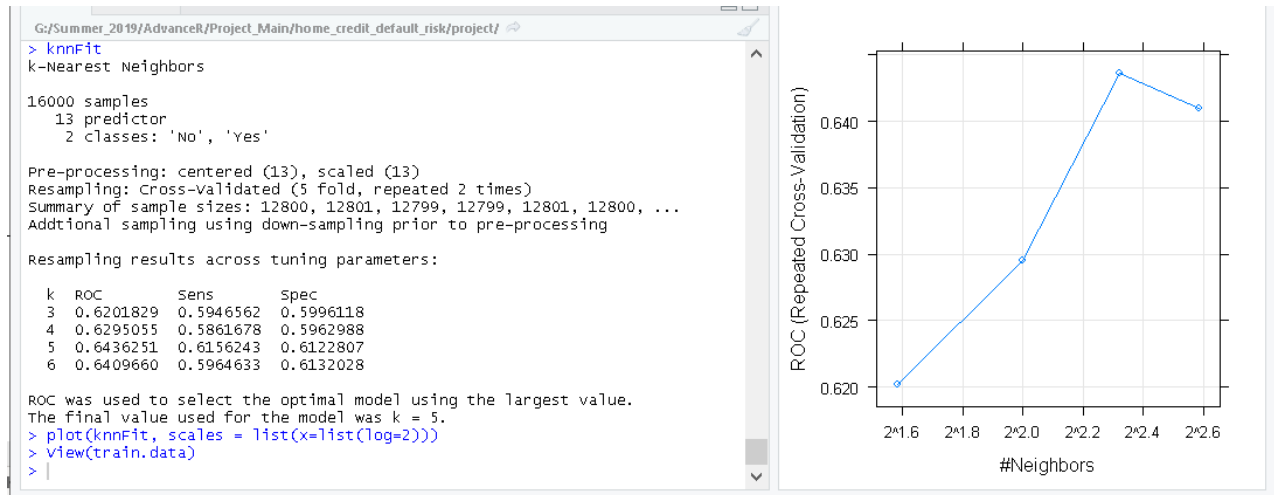 G:/Summer_2019/AdvanceR/Project_Main/home_credit_default_risk/project/
> knnFit
k-Nearest Neighbors
16000 samples
13 predictor
2 classes: 'No', 'Yes'
Pre-processing: centered (13), scaled (13)
Resampling: Cross-Validated (5 fold, repeated 2 times)
Summary of sample sizes: 12800, 12801, 12799, 12799, 12801, 12800, ...
Addtional sampling using down-sampling prior to pre-processing
Resampling results across tuning parameters:
k ROC Sens Spec
3 0.6201829 0.5946562 0.5996118
4 0.6295055 0.5861678 0.5962988
5 0.6436251 0.6156243 0.6122807
6 0.6409660 0.5964633 0.6132028
ROC was used to select the optimal model using the largest value.
The final value used for the model was k = 5.
> plot(knnFit, scales = list(x=list(log=2)))
> View(train.data)
>
ROC (Repeated Cross-Validation)
0.640
0.635
0.630
0.625
0.620
2^1.6 2^1.8 2^2.0 2^2.2 2^2.4 2^2.6
#Neighbors